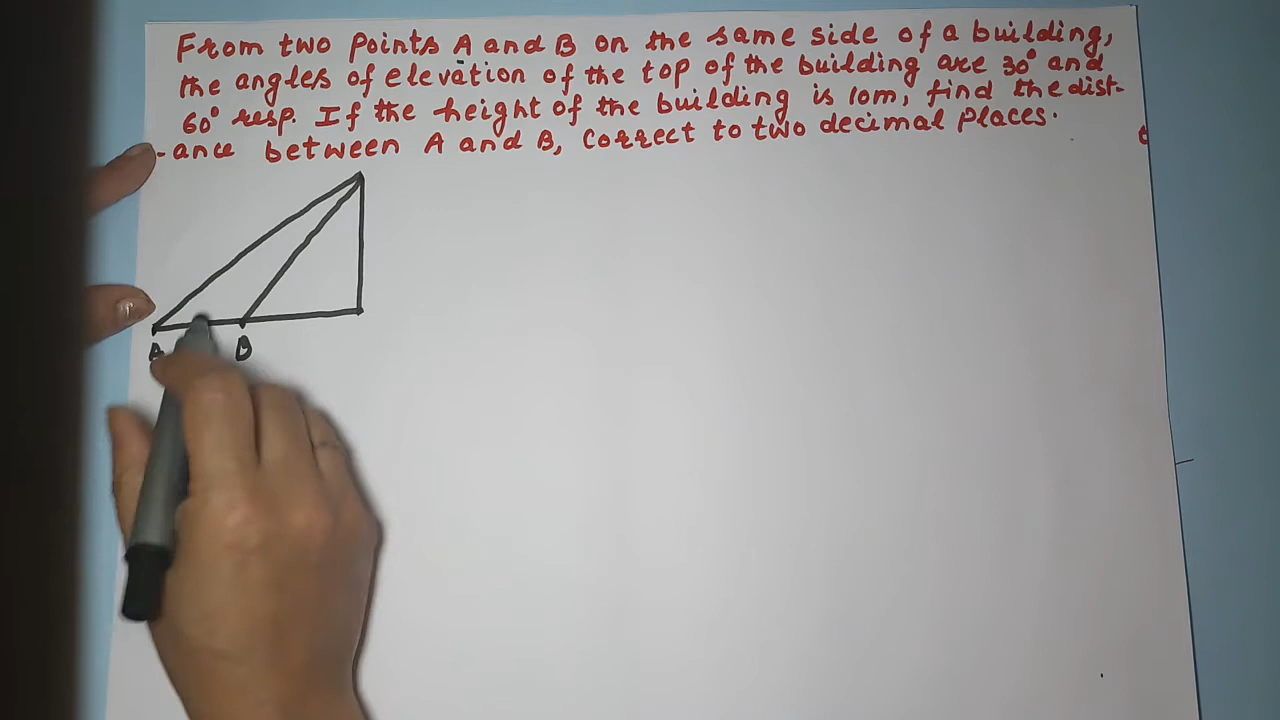 From two points A and B on the same side of a building,
the angles of elevation of the top of the building are 30° and
60° resp. If the height of the building is 10m, find the dist-
-ance between A and B, correct to two decimal places.
A B